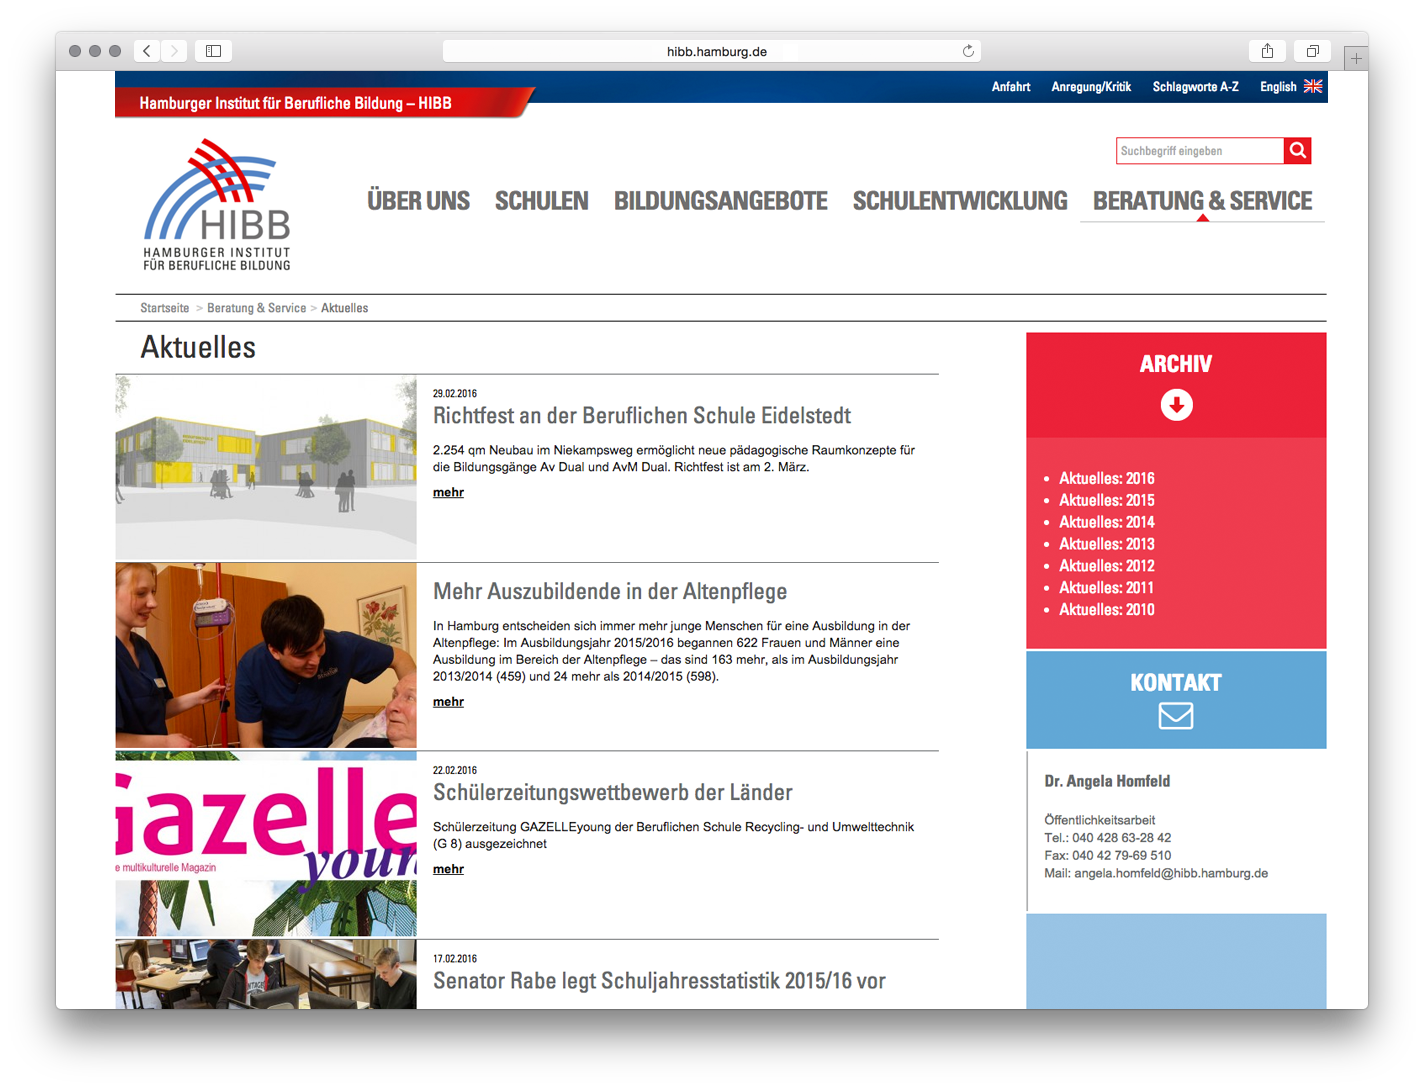 hibb.hamburg.de
Anfahrt Anregung/Kritik Schlagworte A-Z English
Hamburger Institut für Berufliche Bildung – HIBB
Suchbegriff eingeben
HIBB
HAMBURGER INSTITUT
FÜR BERUFLICHE BILDUNG
ÜBER UNS SCHULEN BILDUNGSANGEBOTE SCHULENTWICKLUNG BERATUNG & SERVICE
Startseite > Beratung & Service > Aktuelles
Aktuelles
29.02.2016
Richtfest an der Beruflichen Schule Eidelstedt
2.254 qm Neubau im Niekampsweg ermöglicht neue pädagogische Raumkonzepte für
die Bildungsgänge Av Dual und AvM Dual. Richtfest ist am 2. März.
mehr
Mehr Auszubildende in der Altenpflege
In Hamburg entscheiden sich immer mehr junge Menschen für eine Ausbildung in der
Altenpflege: Im Ausbildungsjahr 2015/2016 begannen 622 Frauen und Männer eine
Ausbildung im Bereich der Altenpflege – das sind 163 mehr, als im Ausbildungsjahr
2013/2014 (459) und 24 mehr als 2014/2015 (598).
mehr
Gazelle
young
e multikulturelle Magazin
22.02.2016
Schülerzeitungswettbewerb der Länder
Schülerzeitung GAZELLEyoung der Beruflichen Schule Recycling- und Umwelttechnik
(G 8) ausgezeichnet
mehr
17.02.2016
Senator Rabe legt Schuljahresstatistik 2015/16 vor
ARCHIV
Aktuelles: 2016
Aktuelles: 2015
Aktuelles: 2014
Aktuelles: 2013
Aktuelles: 2012
Aktuelles: 2011
Aktuelles: 2010
KONTAKT
Dr. Angela Homfeld
Öffentlichkeitsarbeit
Tel.: 040 428 63-28 42
Fax: 040 42 79-69 510
Mail: angela.homfeld@hibb.hamburg.de